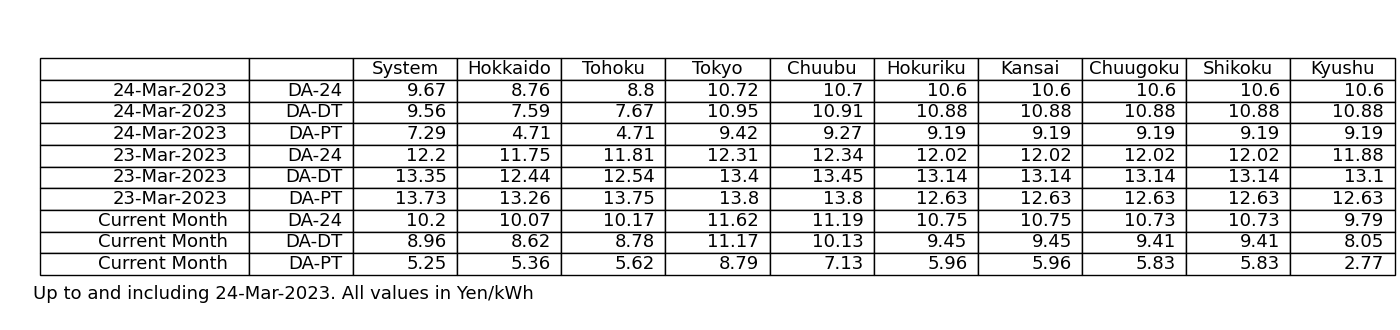 System Hokkaido Tohoku Tokyo Chuubu Hokuriku Kansai Chuugoku Shikoku Kyushu
24-Mar-2023 DA-24 9.67 8.76 8.8 10.72 10.7 10.6 10.6 10.6 10.6 10.6
24-Mar-2023 DA-DT 9.56 7.59 7.67 10.95 10.91 10.88 10.88 10.88 10.88 10.88
24-Mar-2023 DA-PT 7.29 4.71 4.71 9.42 9.27 9.19 9.19 9.19 9.19 9.19
23-Mar-2023 DA-24 12.2 11.75 11.81 12.31 12.34 12.02 12.02 12.02 12.02 11.88
23-Mar-2023 DA-DT 13.35 12.44 12.54 13.4 13.45 13.14 13.14 13.14 13.14 13.1
23-Mar-2023 DA-PT 13.73 13.26 13.75 13.8 13.8 12.63 12.63 12.63 12.63 12.63
Current Month DA-24 10.2 10.07 10.17 11.62 11.19 10.75 10.75 10.73 10.73 9.79
Current Month DA-DT 8.96 8.62 8.78 11.17 10.13 9.45 9.45 9.41 9.41 8.05
Current Month DA-PT 5.25 5.36 5.62 8.79 7.13 5.96 5.96 5.83 5.83 2.77
Up to and including 24-Mar-2023. All values in Yen/kWh